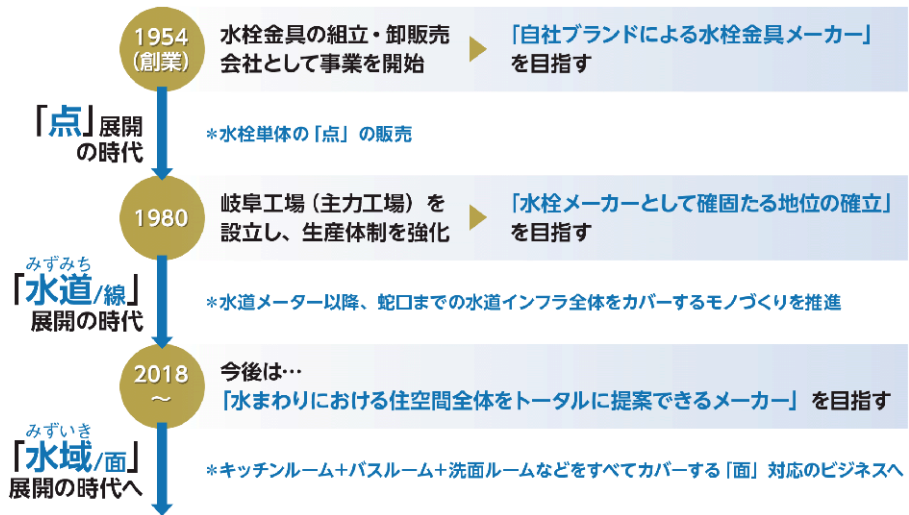 1954
（創業）
水栓金具の組立・卸販売
会社として事業を開始
「自社ブランドによる水栓金具メーカー」
を目指す
「点」展開
の時代
＊水栓単体の「点」の販売
1980
岐阜工場（主力工場）を
設立し、生産体制を強化
「水栓メーカーとして確固たる地位の確立」
を目指す
みずみち
「水道/線」
展開の時代
＊水道メーター以降、蛇口までの水道インフラ全体をカバーするモノづくりを推進
2018
～
今後は…
「水まわりにおける住空間全体をトータルに提案できるメーカー」を目指す
みずいき
「水域/面」
展開の時代へ
＊キッチンルーム＋バスルーム＋洗面ルームなどをすべてカバーする「面」対応のビジネスへ